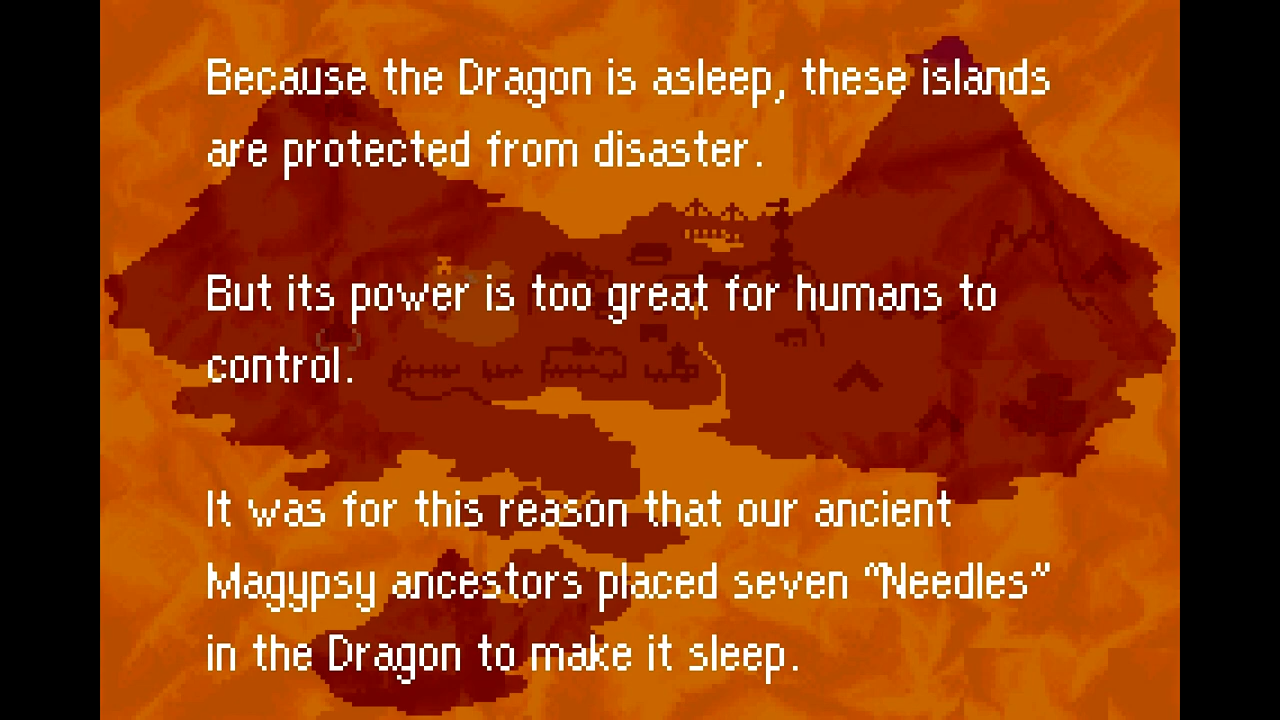 Because the Dragon is asleep, these islands
are protected from disaster.
But its power is too great for humans to
control.
It was for this reason that our ancient
Magypsy ancestors placed seven “Needles”
in the Dragon to make it sleep.